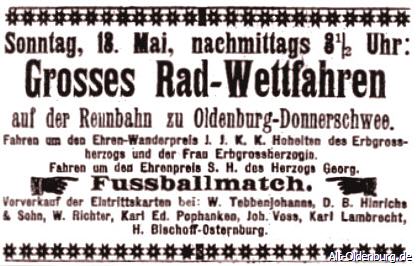 Sonntag, 18. Mai, nachmittags 3½ Uhr:
Grosses Rad-Wettfahren
auf der Rennbahn zu Oldenburg-Donnerschwee.
Fahren um den Ehren-Wanderpreis J. J. K. K. Hoheiten des Erbgross-
herzogs und der Frau Erbgrossherzogin.
Fahren um den Ehrenpreis S. H. des Herzogs Georg.
Fussballmatch.
Vorverkauf der Eintrittskarten bei: W. Tebbenjohanns, D. B. Hinrichs
& Sohn, W. Richter, Karl Ed. Pophanken, Joh. Voss, Karl Lambrecht,
H. Bischoff-Osternburg.
Alt-Oldenburg.de